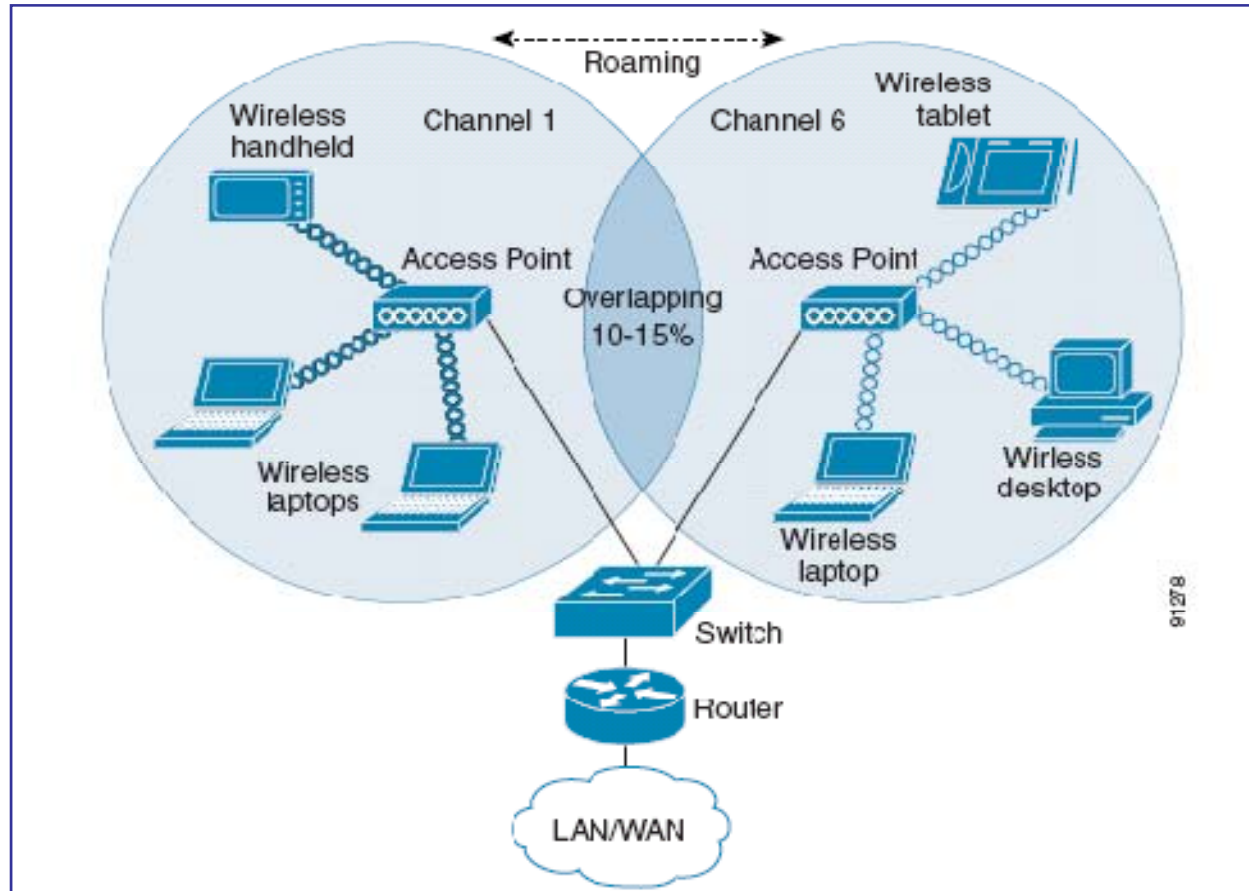 Roaming
Wireless
handheld
Channel 1
Channel 6
Wireless
tablet
Access Point
Access Point
Overlapping
10-15%
Wireless
laptops
Wireless
laptop
Wirless
desktop
Switch
Router
LAN/WAN
91278